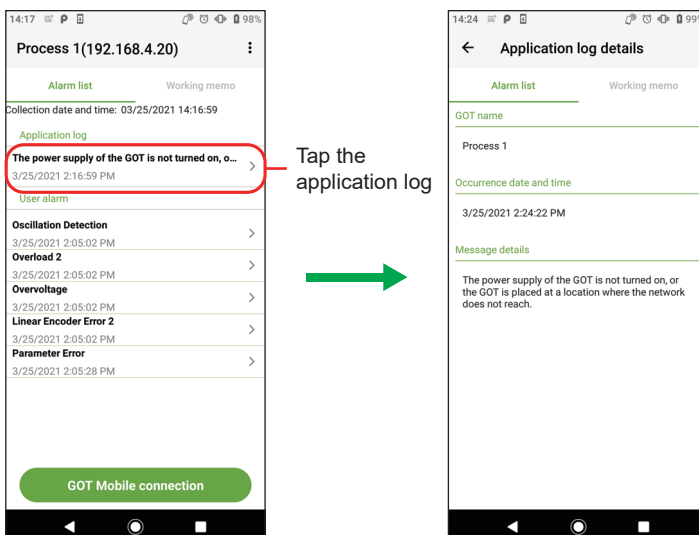 14:17 98%
Process 1(192.168.4.20)
Alarm list Working memo
Collection date and time: 03/25/2021 14:16:59
Application log
The power supply of the GOT is not turned on, o...
3/25/2021 2:16:59 PM
User alarm
Oscillation Detection
3/25/2021 2:05:02 PM
Overload 2
3/25/2021 2:05:02 PM
Overvoltage
3/25/2021 2:05:02 PM
Linear Encoder Error 2
3/25/2021 2:05:02 PM
Parameter Error
3/25/2021 2:05:28 PM
GOT Mobile connection
Tap the
application log
14:24 99%
Application log details
Alarm list Working memo
GOT name
Process 1
Occurrence date and time
3/25/2021 2:24:22 PM
Message details
The power supply of the GOT is not turned on, or
the GOT is placed at a location where the network
does not reach.